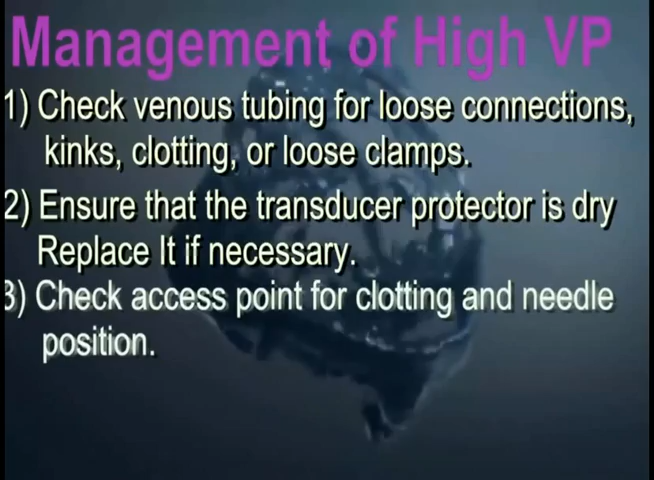 Management of High VP
1) Check venous tubing for loose connections,
kinks, clotting, or loose clamps.
2) Ensure that the transducer protector is dry
Replace It if necessary.
3) Check access point for clotting and needle
position.